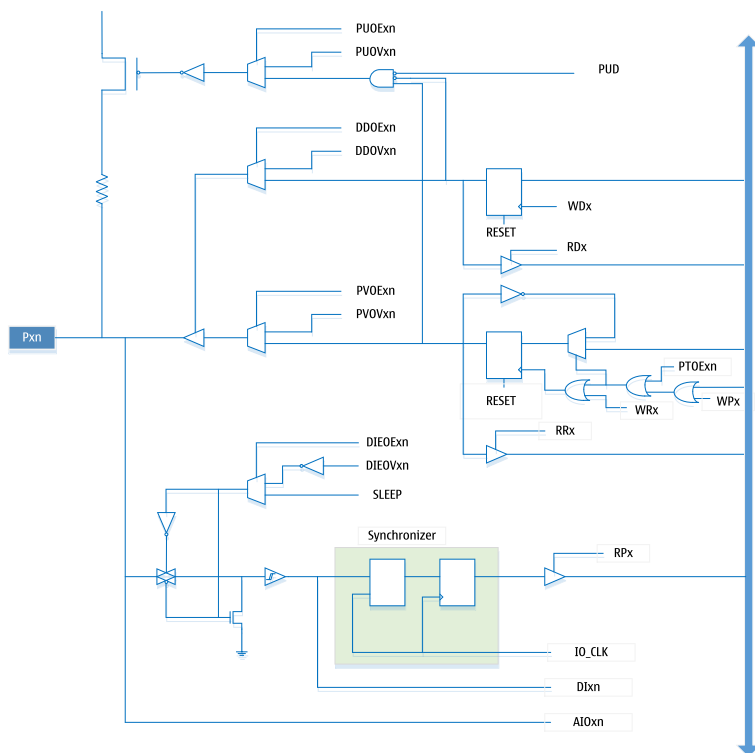 PUOExn
PUOVxn
PUD
DDOExn
DDOVxn
WDx
RESET
RDx
PVOExn
PVOVxn
Pxn
PTOExn
RESET
WRx
WPx
RRx
DIEOExn
DIEOVxn
SLEEP
Synchronizer
RPx
IO_CLK
DIxn
AIOxn